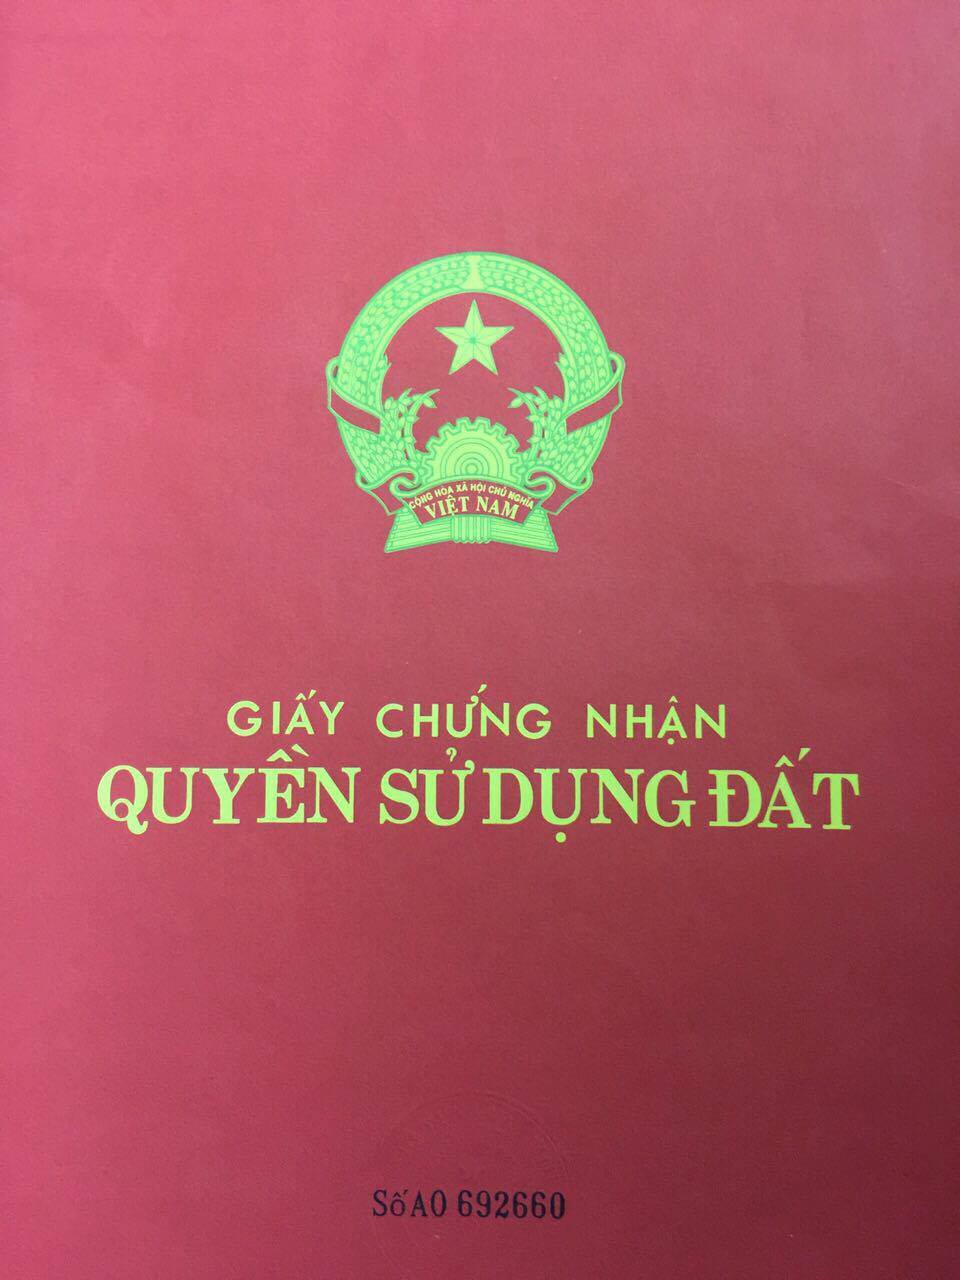 CỘNG HÒA XÃ HỘI CHỦ NGHĨA
VIỆT NAM
GIẤY CHỨNG NHẬN
QUYỀN SỬ DỤNG ĐẤT
Số AO 692660